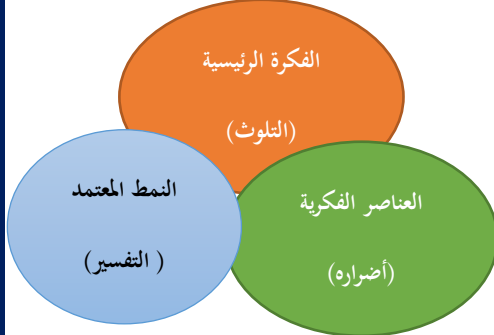 الفكرة الرئيسية
(التلوث)
العناصر الفكرية
(أضراره)
النمط المعتمد
( التفسير)